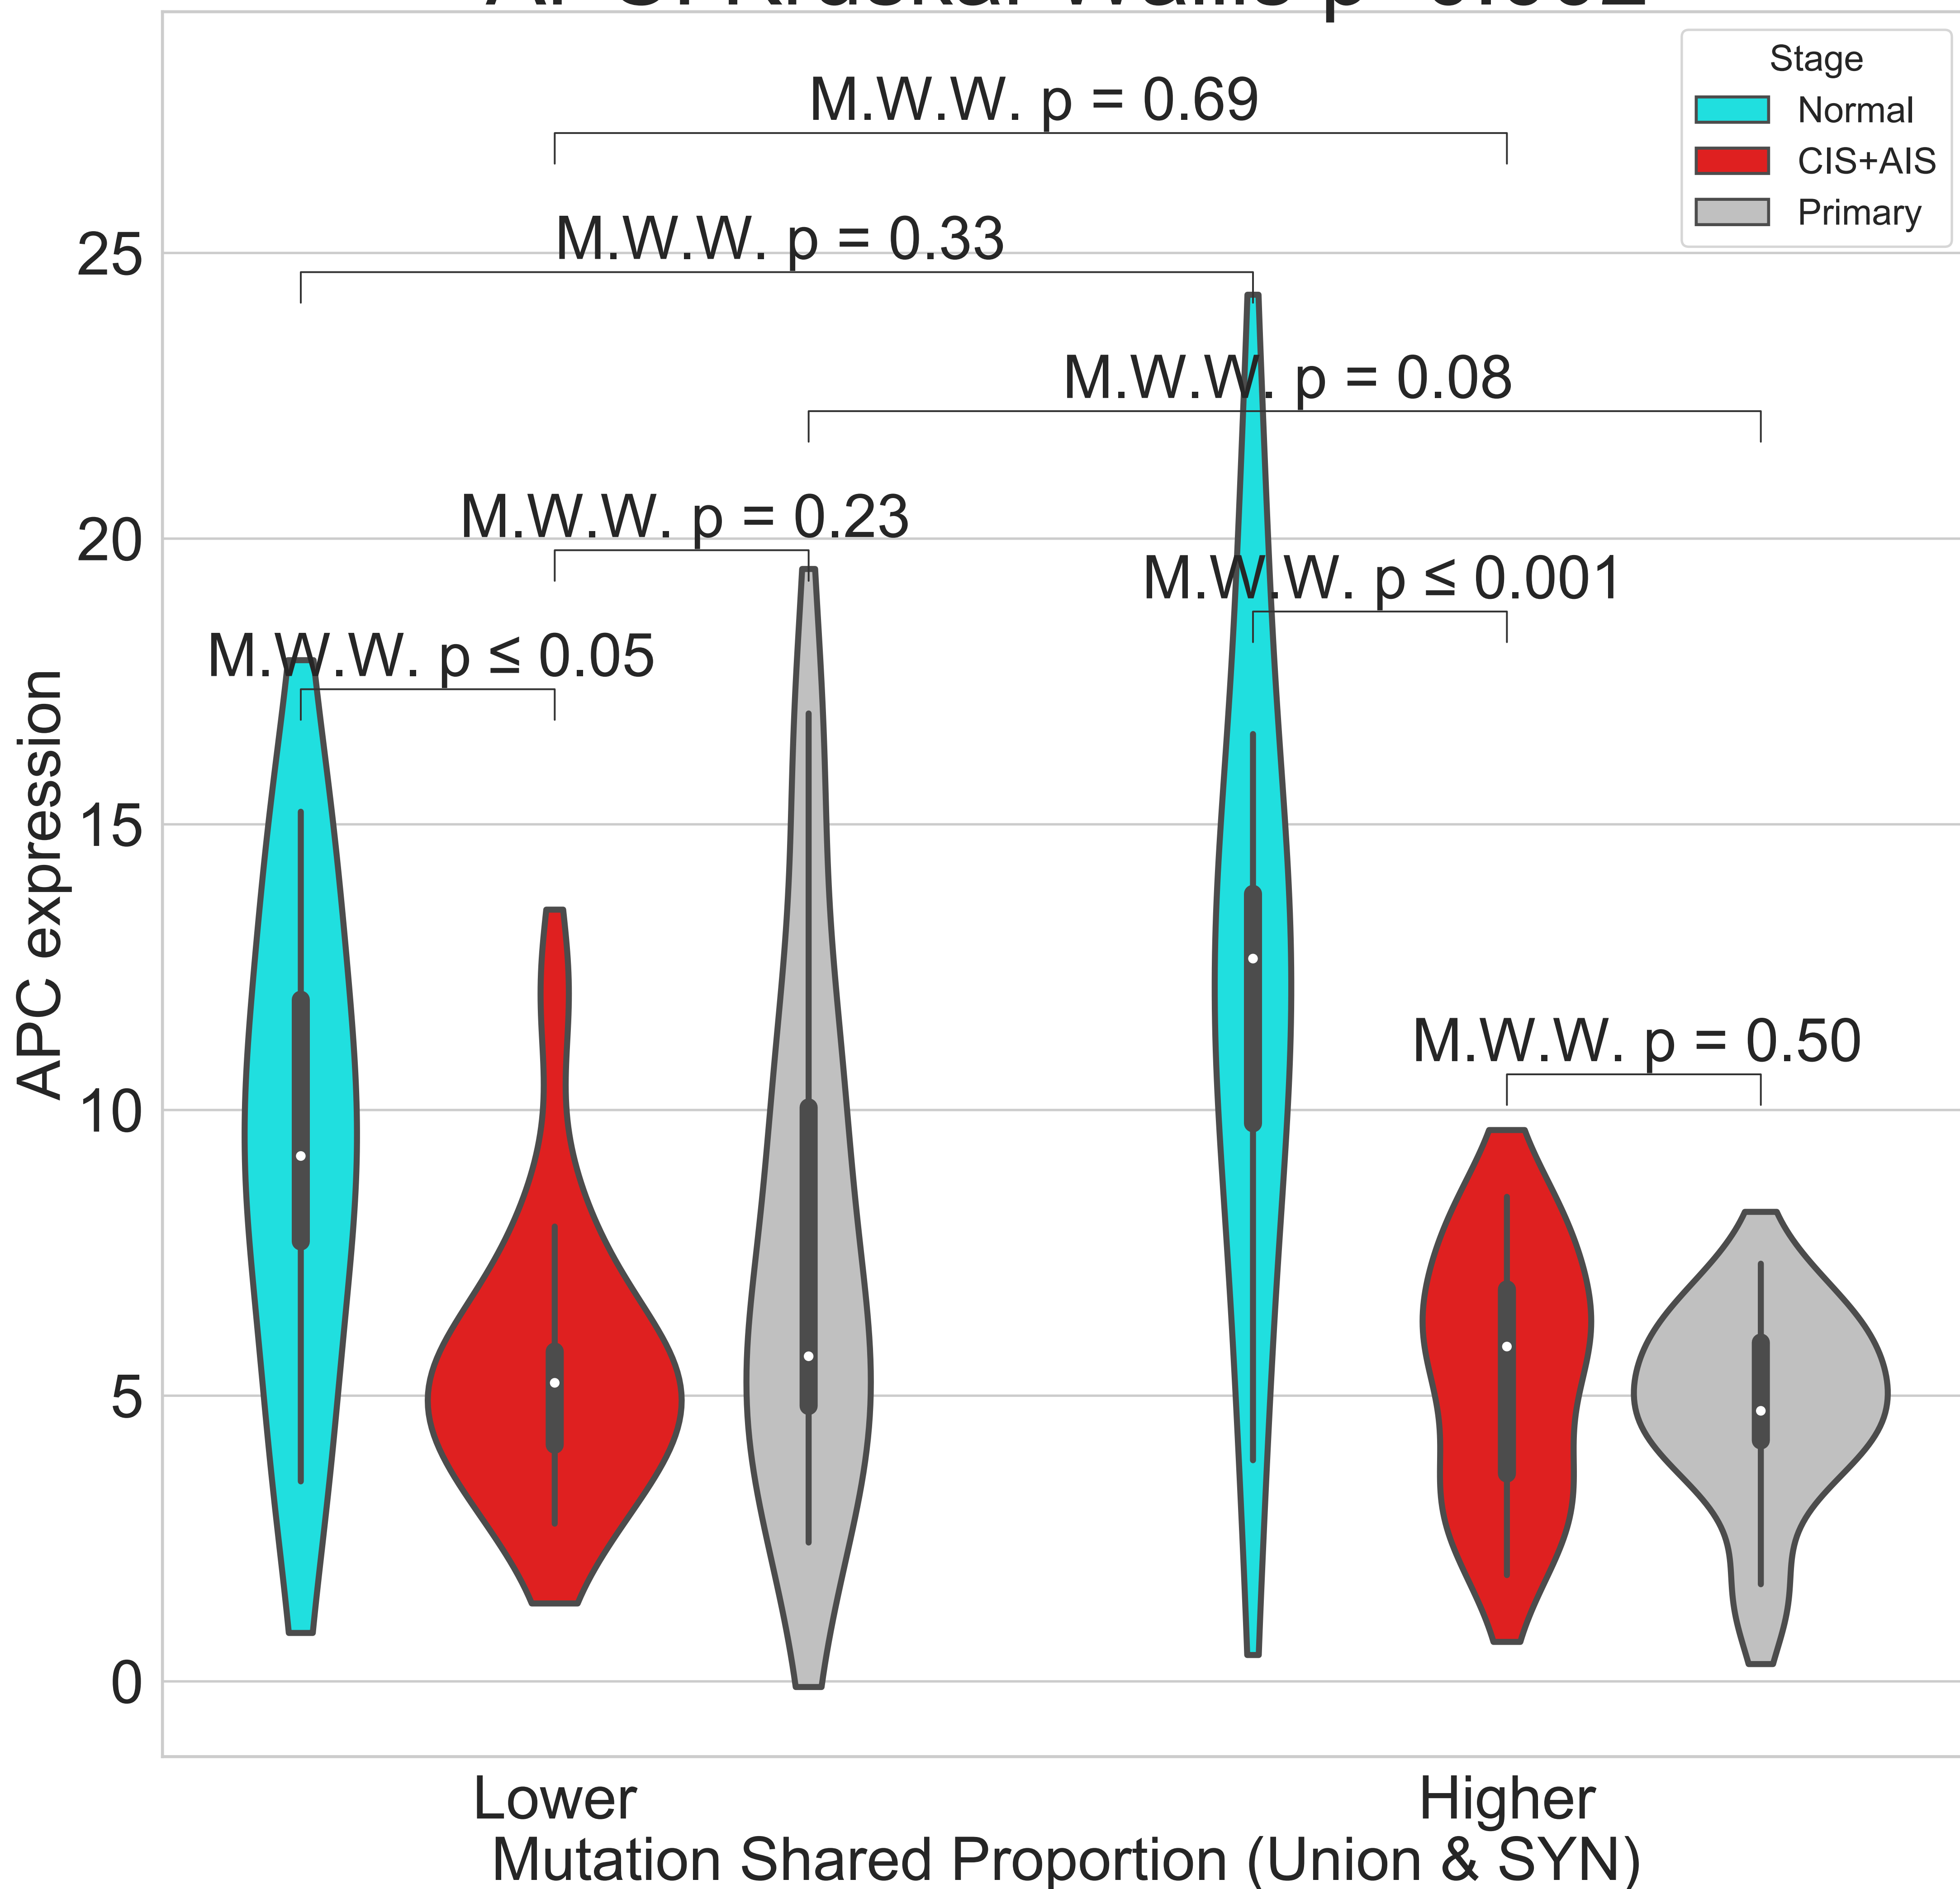 Stage
Normal
CIS+AIS
Primary
M.W.W. p = 0.69
M.W.W. p = 0.33
M.W.W. p = 0.08
M.W.W. p = 0.23
M.W.W. p ≤ 0.001
M.W.W. p ≤ 0.05
M.W.W. p = 0.50
25
20
15
10
5
0
APC expression
Lower
Higher
Mutation Shared Proportion (Union & SYN)